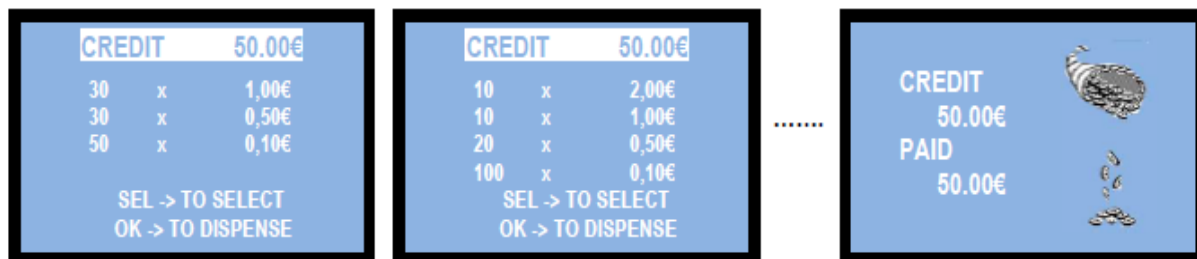 CREDIT 50.00€
30 x 1,00€
30 x 0,50€
50 x 0,10€
SEL -> TO SELECT
OK -> TO DISPENSE
CREDIT 50.00€
10 x 2,00€
10 x 1,00€
20 x 0,50€
100 x 0,10€
SEL -> TO SELECT
OK -> TO DISPENSE
.......
CREDIT
50.00€
PAID
50.00€